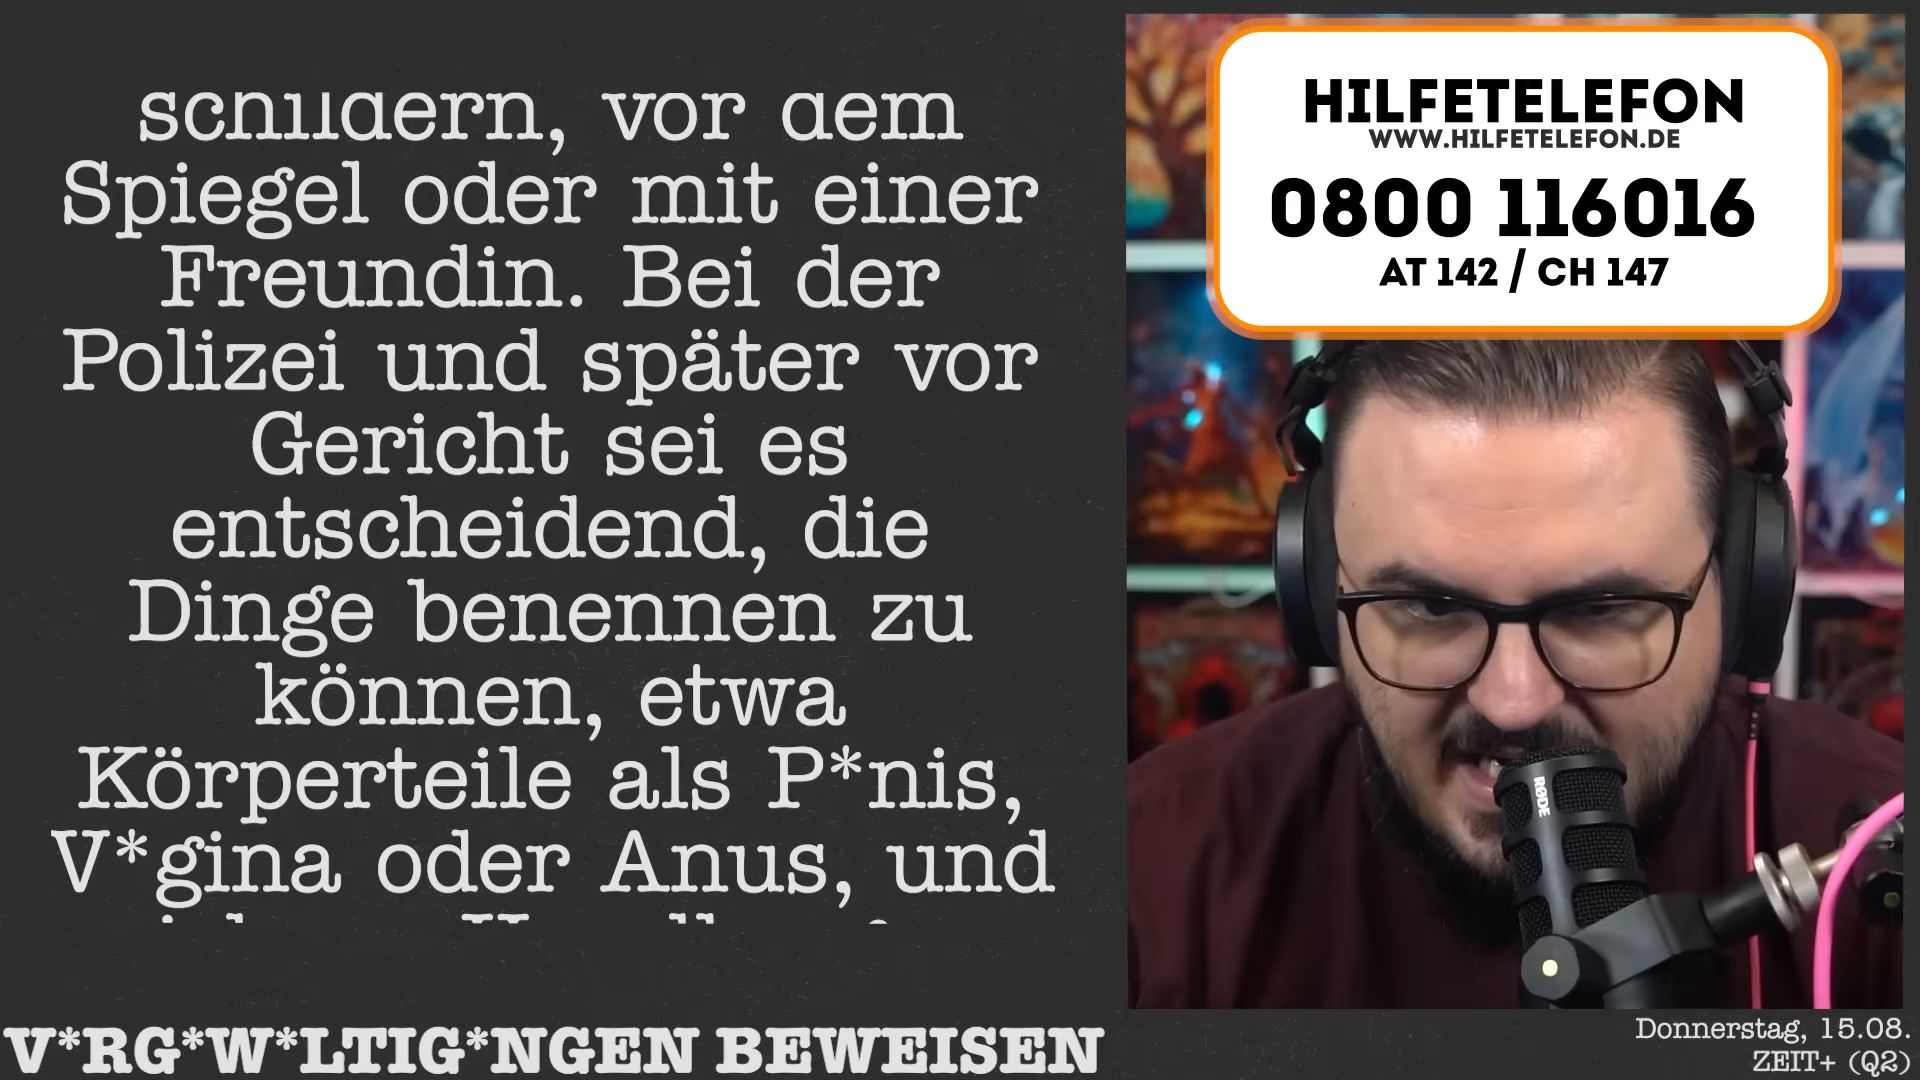 schildern, vor dem
Spiegel oder mit einer
Freundin. Bei der
Polizei und später vor
Gericht sei es
entscheidend, die
Dinge benennen zu
können, etwa
Körperteile als P*nis,
V*gina oder Anus, und
V*RG*W*LTIG*NGEN BEWEISEN
HILFETELEFON
WWW.HILFETELEFON.DE
0800 116016
AT 142 / CH 147
RØDE
Donnerstag, 15.08.
ZEIT+ (Q2)